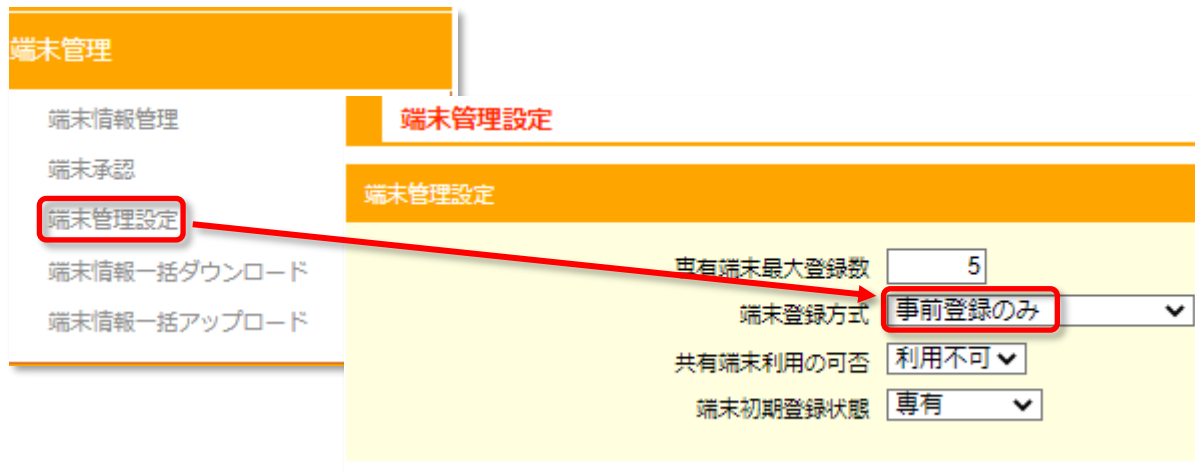 端末管理
端末情報管理
端末承認
端末管理設定
端末情報一括ダウンロード
端末情報一括アップロード
端末管理設定
端末管理設定
専有端末最大登録数 5
端末登録方式 事前登録のみ
共有端末利用の可否 利用不可
端末初期登録状態 専有